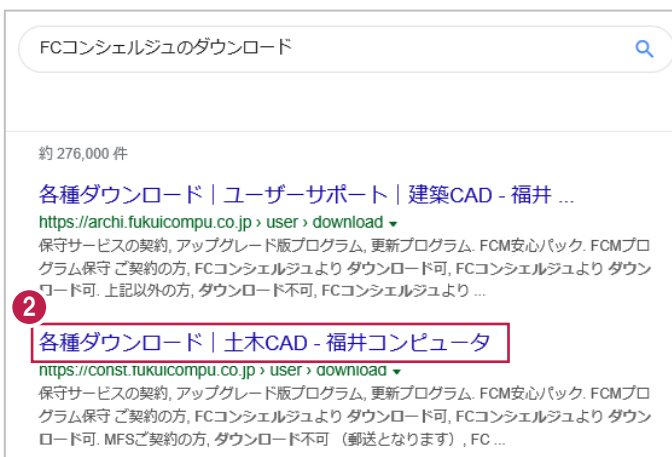 FCコンシェルジュのダウンロード
約 276,000 件
各種ダウンロード｜ユーザーサポート｜建築CAD - 福井 ...
https://archi.fukuicompu.co.jp › user › download ▾
保守サービスの契約, アップグレード版プログラム, 更新プログラム. FCM安心パック. FCMプロ
グラム保守 ご契約の方, FCコンシェルジュより ダウンロード可, FCコンシェルジュより ダウン
ロード可. 上記以外の方, ダウンロード不可, FCコンシェルジュより ...
2
各種ダウンロード｜土木CAD - 福井コンピュータ
https://const.fukuicompu.co.jp › user › download ▾
保守サービスの契約, アップグレード版プログラム, 更新プログラム. FCM安心パック. FCMプロ
グラム保守 ご契約の方, FCコンシェルジュより ダウンロード可, FCコンシェルジュより ダウン
ロード可. MFSご契約の方, ダウンロード不可 （郵送となります）, FC ...